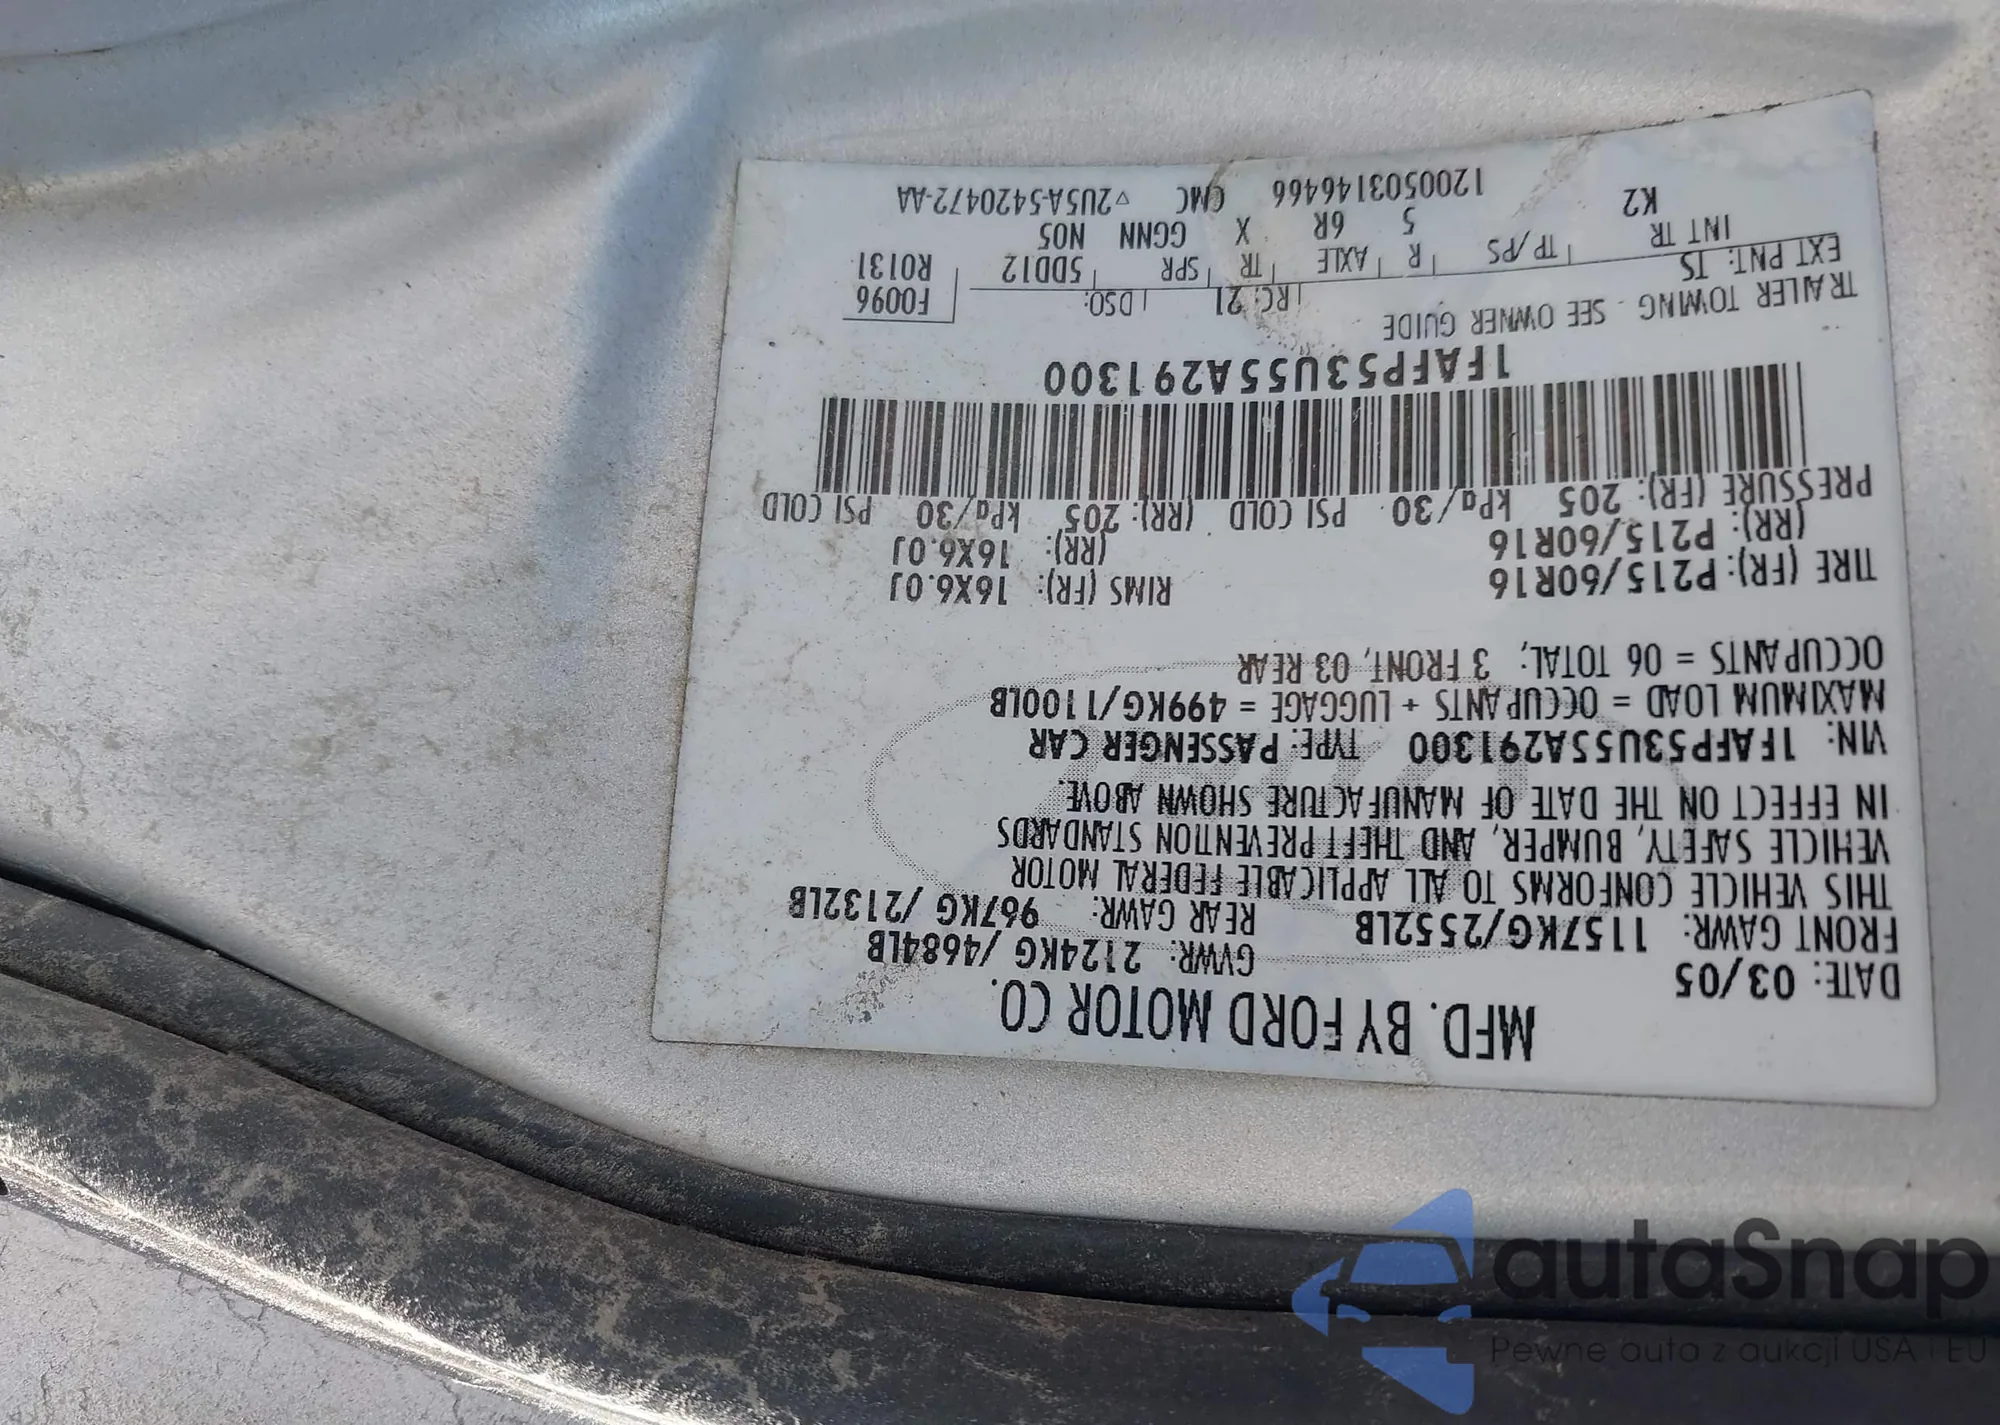 MFD. BY FORD MOTOR CO.
DATE: 03/05 GVWR: 2124KG /4684LB
FRONT GAWR: 1157KG/2552LB REAR GAWR: 967KG /2132LB
THIS VEHICLE CONFORMS TO ALL APPLICABLE FEDERAL MOTOR
VEHICLE SAFETY, BUMPER, AND THEFT PREVENTION STANDARDS
IN EFFECT ON THE DATE OF MANUFACTURE SHOWN ABOVE.
VIN: 1FAFP53U55A291300 TYPE: PASSENGER CAR
MAXIMUM LOAD = OCCUPANTS + LUGGAGE = 499KG/1100LB
OCCUPANTS = 06 TOTAL; 3 FRONT, 03 REAR
TIRE (FR): P215/60R16 RIMS (FR): 16X6.0J
(RR): P215/60R16 (RR): 16X6.0J
PRESSURE (FR): 205 kPa/30 PSI COLD (RR): 205 kPa/30 PSI COLD
1FAFP53U55A291300
TRAILER TOWING - SEE OWNER GUIDE
F0096
EXT PNT: TS RC: 21 DSO: R0131
INT TR TP/PS R AXLE TR SPR 5DD12
K2 5 6R X GGNN N05
1200503146466 CMC ▽2U5A-5420472-AA
autaSnap
Pewne auta z aukcji USA i EU